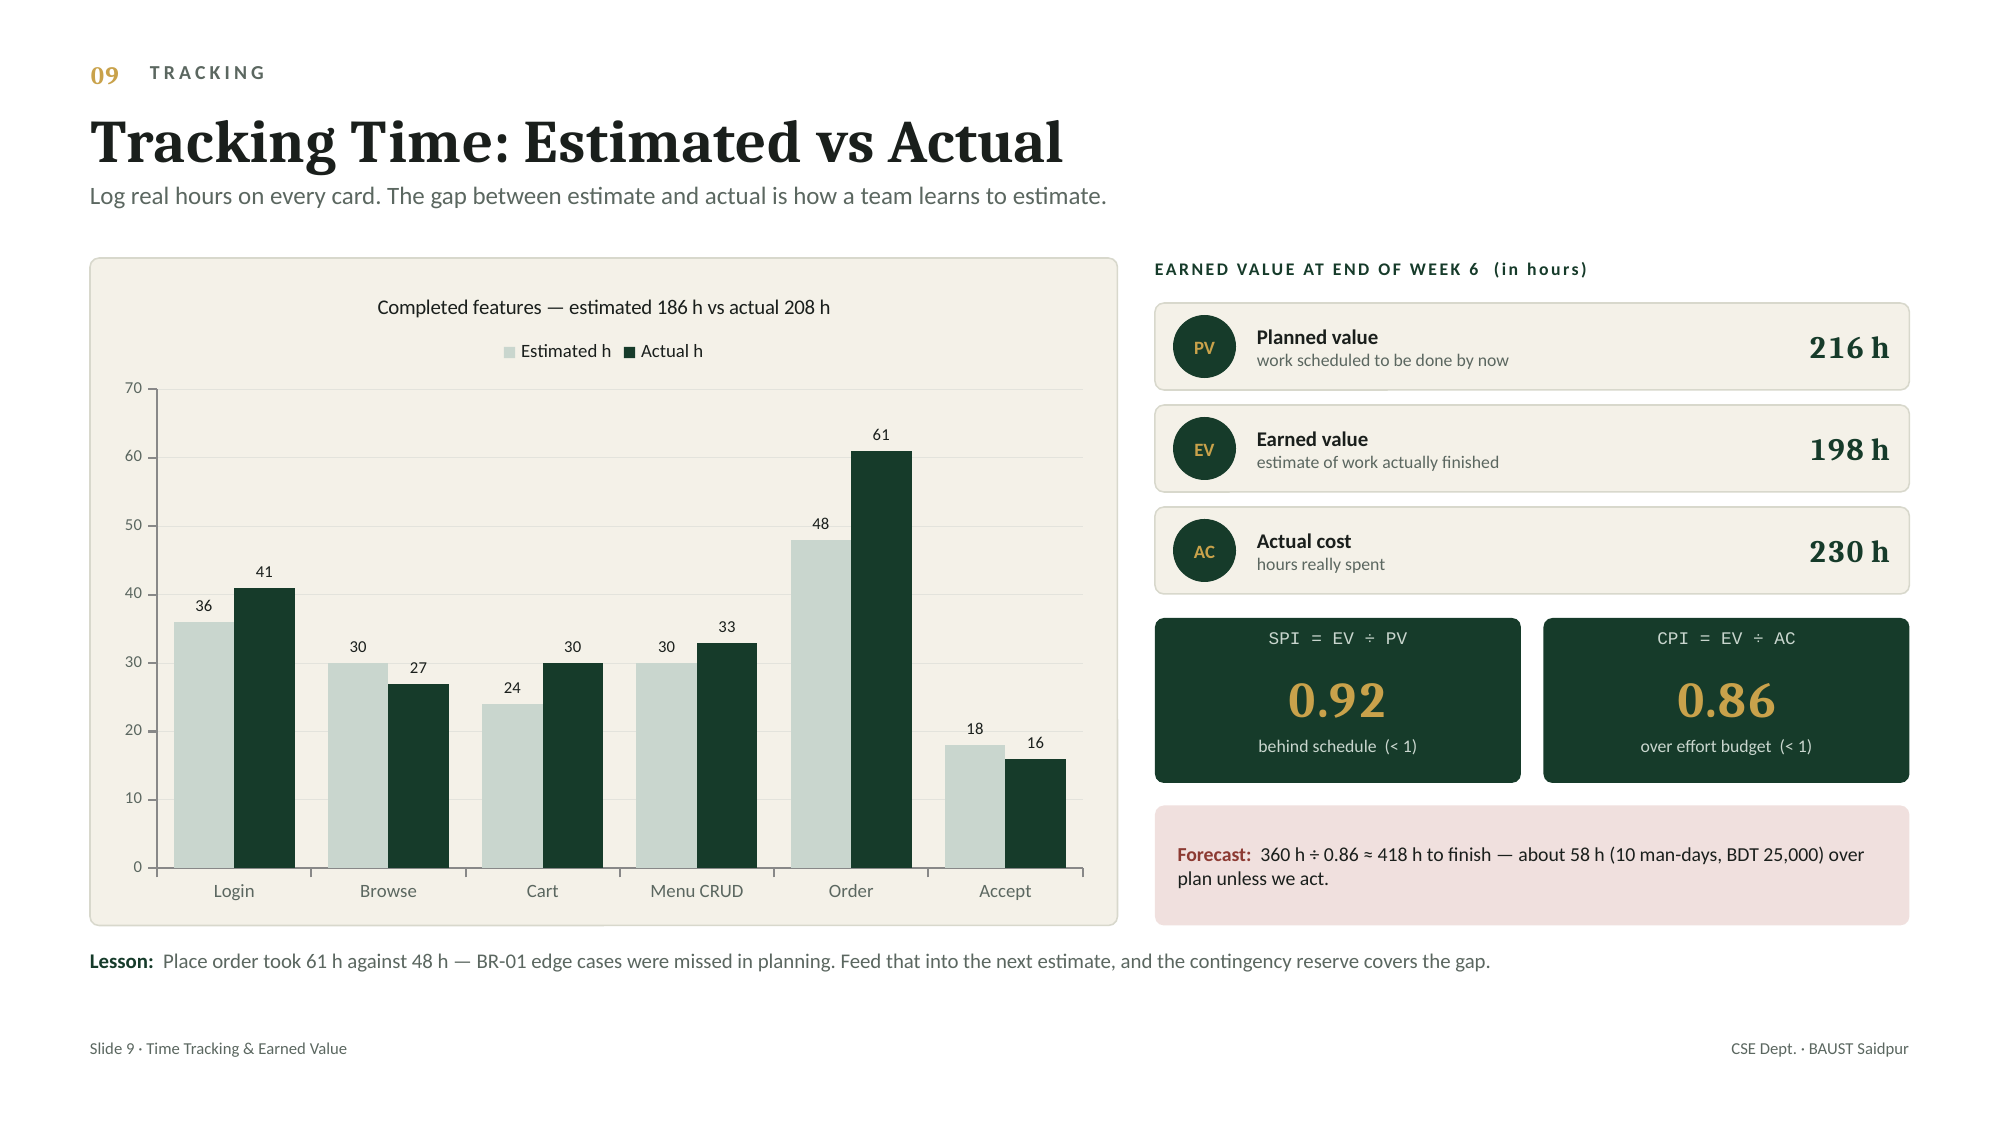 09 TRACKING
Tracking Time: Estimated vs Actual
Log real hours on every card. The gap between estimate and actual is how a team learns to estimate.
Completed features — estimated 186 h vs actual 208 h
Estimated h Actual h
70
60
50
40
30
20
10
0
36 41
30 27
24 30
30 33
48 61
18 16
Login Browse Cart Menu CRUD Order Accept
EARNED VALUE AT END OF WEEK 6 (in hours)
PV Planned value 216 h
work scheduled to be done by now
EV Earned value 198 h
estimate of work actually finished
AC Actual cost 230 h
hours really spent
SPI = EV ÷ PV
0.92
behind schedule (< 1)
CPI = EV ÷ AC
0.86
over effort budget (< 1)
Forecast: 360 h ÷ 0.86 ≈ 418 h to finish — about 58 h (10 man-days, BDT 25,000) over
plan unless we act.
Lesson: Place order took 61 h against 48 h — BR-01 edge cases were missed in planning. Feed that into the next estimate, and the contingency reserve covers the gap.
Slide 9 · Time Tracking & Earned Value
CSE Dept. · BAUST Saidpur